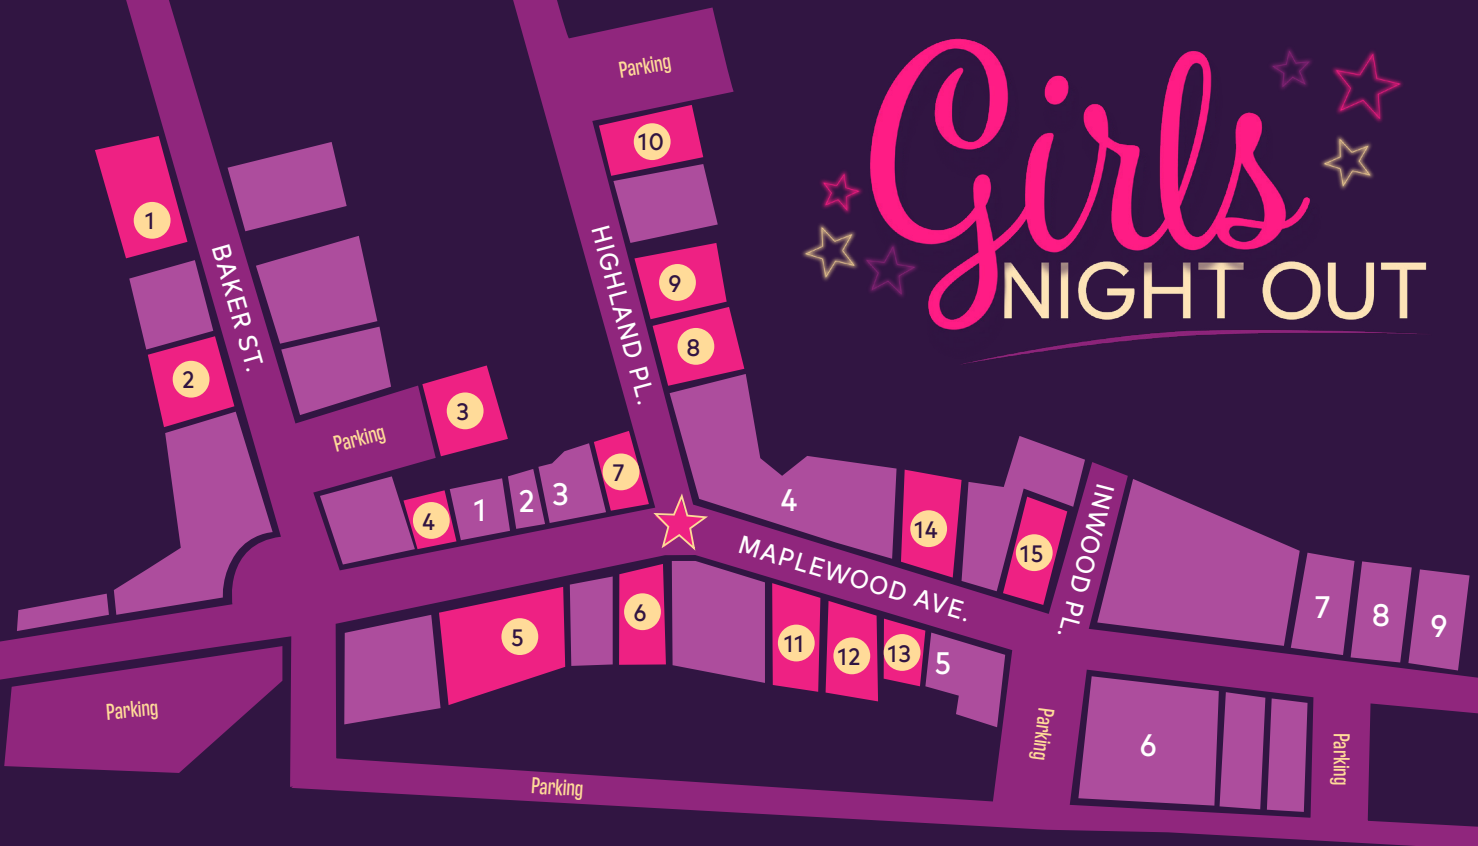 Girls
NIGHT OUT
Parking
10
1
BAKER ST.
HIGHLAND PL.
9
8
2
3
Parking
7
4
1
2
3
4
14
15
INWOOD PL.
MAPLEWOOD AVE.
5
6
11
12
13
5
7
8
9
Parking
Parking
6
Parking
Parking